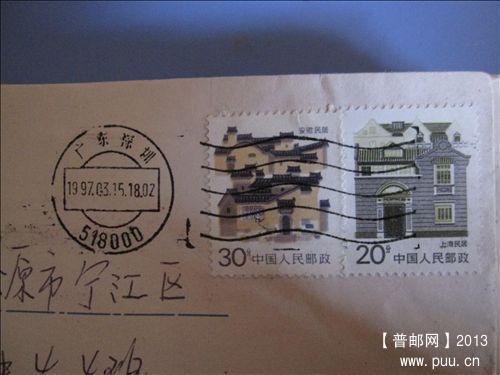 广东深圳
1997.03.15.18.02
518000
安徽民居
30分
中国人民邮政
20分
上海民居
中国人民邮政
源市宁江区
【普邮网】2013
www.puu.cn